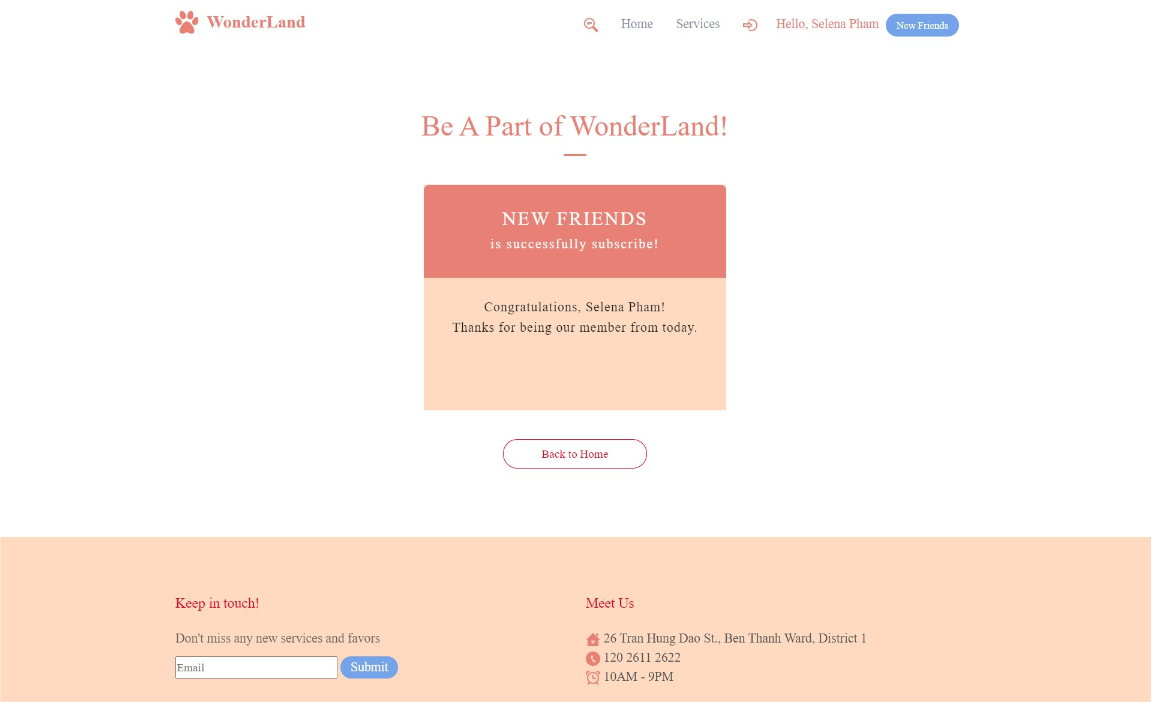 WonderLand
Home
Services
Hello, Selena Pham
New Friends
Be A Part of WonderLand!
NEW FRIENDS
is successfully subscribe!
Congratulations, Selena Pham!
Thanks for being our member from today.
Back to Home
Keep in touch!
Don't miss any new services and favors
Email
Submit
Meet Us
26 Tran Hung Dao St., Ben Thanh Ward, District 1
120 2611 2622
10AM - 9PM